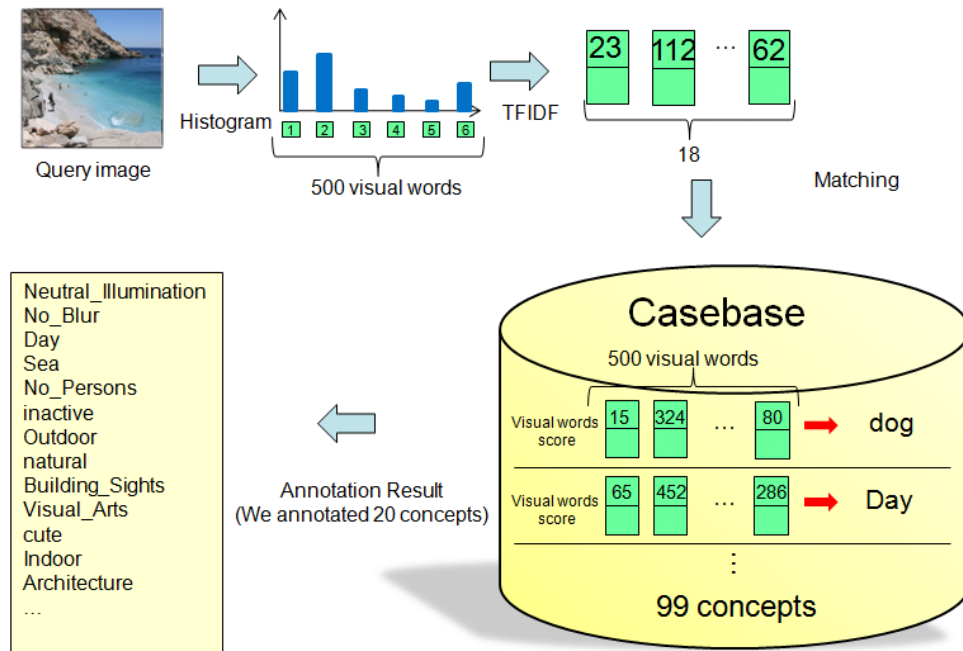 23 112 … 62
Histogram
TFIDF
1 2 3 4 5 6
Query image
500 visual words
18
Matching
Neutral_Illumination
No_Blur
Day
Sea
No_Persons
inactive
Outdoor
natural
Building_Sights
Visual_Arts
cute
Indoor
Architecture
…
Annotation Result
(We annotated 20 concepts)
Casebase
500 visual words
Visual words
score
15 324 … 80
dog
Visual words
score
65 452 … 286
Day
⋮
99 concepts